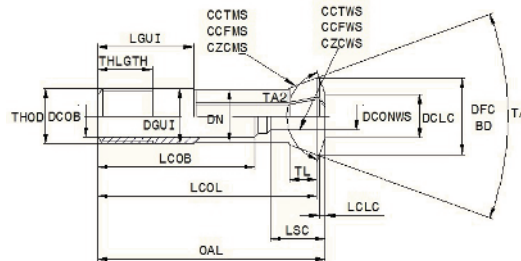 LGUI
CCTMS
CCFMS
CZCMS
CCTWS
CCFWS
CZCWS
THLGTH
TA2
THOD
DCOB
DGUI
DN
DCONWS
DCLC
DFC
BD
LCOB
TL
LCOL
LCLC
LSC
OAL